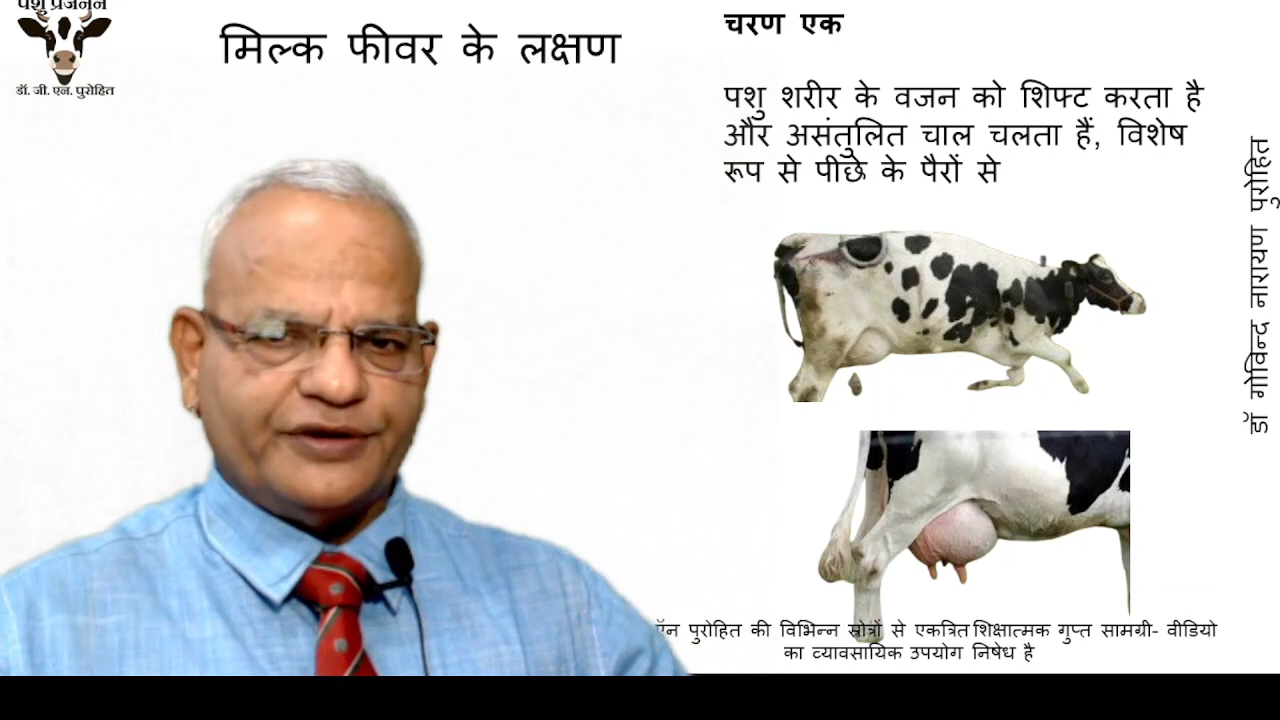 पशु प्रजनन
डॉ. जी. एन. पुरोहित
मिल्क फीवर के लक्षण
चरण एक
पशु शरीर के वजन को शिफ्ट करता है
और असंतुलित चाल चलता हैं, विशेष
रूप से पीछे के पैरों से
डॉ गोविन्द नारायण पुरोहित
पुरोहित की विभिन्न स्रोत्रों से एकत्रित शिक्षात्मक गुप्त सामग्री- वीडियो
का व्यावसायिक उपयोग निषेध है